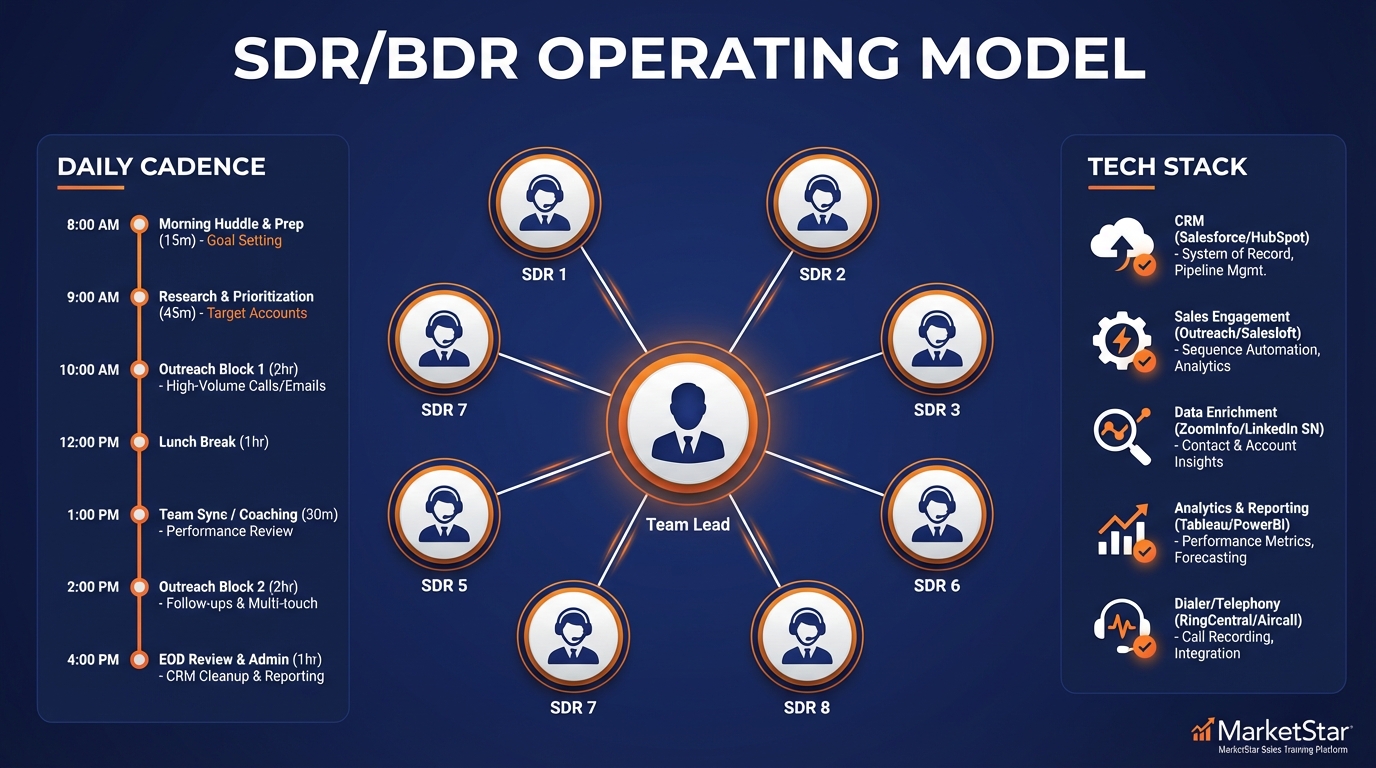 SDR/BDR OPERATING MODEL
DAILY CADENCE
8:00 AM
Morning Huddle & Prep
(15m) - Goal Setting
9:00 AM
Research & Prioritization
(45m) - Target Accounts
10:00 AM
Outreach Block 1 (2hr)
- High-Volume Calls/Emails
12:00 PM
Lunch Break (1hr)
1:00 PM
Team Sync / Coaching (30m)
- Performance Review
2:00 PM
Outreach Block 2 (2hr)
- Follow-ups & Multi-touch
4:00 PM
EOD Review & Admin (1hr)
- CRM Cleanup & Reporting
SDR 1
SDR 2
SDR 7
SDR 3
Team Lead
SDR 5
SDR 6
SDR 7
SDR 8
TECH STACK
CRM
(Salesforce/HubSpot)
- System of Record,
Pipeline Mgmt.
Sales Engagement
(Outreach/Salesloft)
- Sequence Automation,
Analytics
Data Enrichment
(ZoomInfo/LinkedIn SN)
- Contact & Account
Insights
Analytics & Reporting
(Tableau/PowerBI)
- Performance Metrics,
Forecasting
Dialer/Telephony
(RingCentral/Aircall)
- Call Recording,
Integration
MarketStar
MarkerStar Sales Training Platform